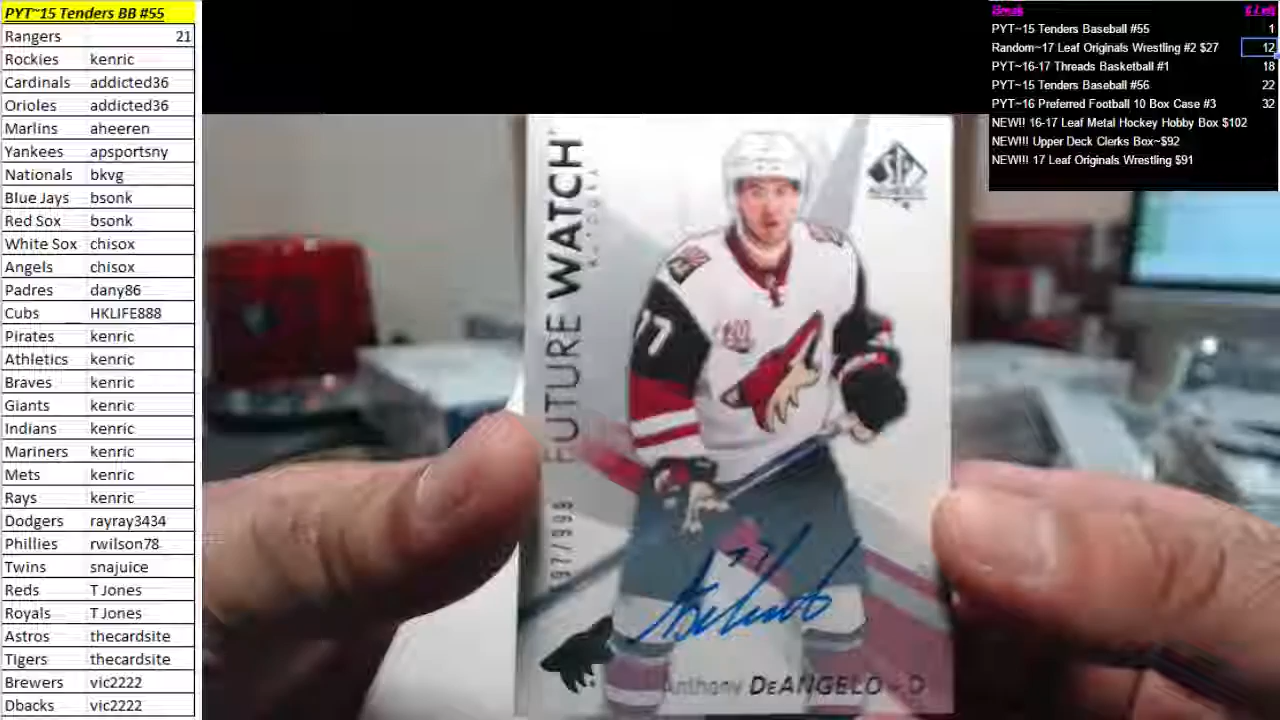 PYT~15 Tenders BB #55
Rangers 21
Rockies kenric
Cardinals addicted36
Orioles addicted36
Marlins aheeren
Yankees apsportsny
Nationals bkvg
Blue Jays bsonk
Red Sox bsonk
White Sox chisox
Angels chisox
Padres dany86
Cubs HKLIFE888
Pirates kenric
Athletics kenric
Braves kenric
Giants kenric
Indians kenric
Mariners kenric
Mets kenric
Rays kenric
Dodgers rayray3434
Phillies rwilson78
Twins snajuice
Reds T Jones
Royals T Jones
Astros thecardsite
Tigers thecardsite
Brewers vic2222
Dbacks vic2222
Break # Left
PYT~15 Tenders Baseball #55 1
Random~17 Leaf Originals Wrestling #2 $27 12
PYT~16-17 Threads Basketball #1 18
PYT~15 Tenders Baseball #56 22
PYT~16 Preferred Football 10 Box Case #3 32
NEW!! 16-17 Leaf Metal Hockey Hobby Box $102
NEW!!! Upper Deck Clerks Box~$92
NEW!!! 17 Leaf Originals Wrestling $91
FUTURE WATCH
SP
77
Anthony DEANGELO - D